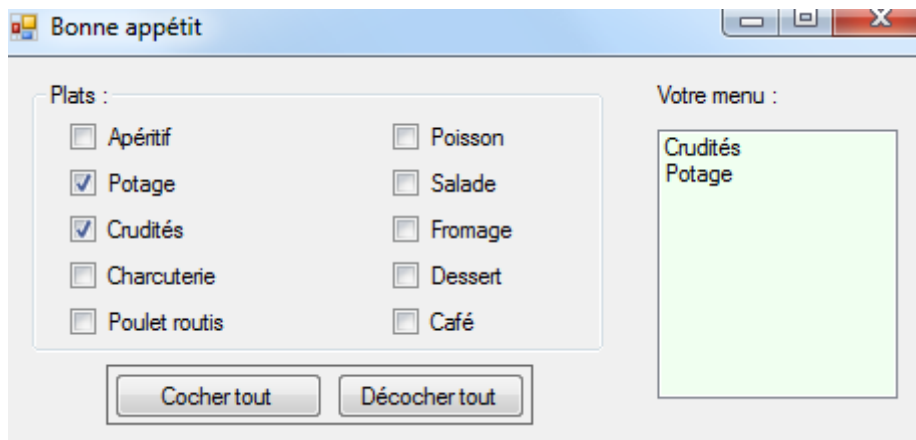 Bonne appétit
Plats :
Apéritif
Potage
Crudités
Charcuterie
Poulet routis
Poisson
Salade
Fromage
Dessert
Café
Cocher tout
Décocher tout
Votre menu :
Crudités
Potage